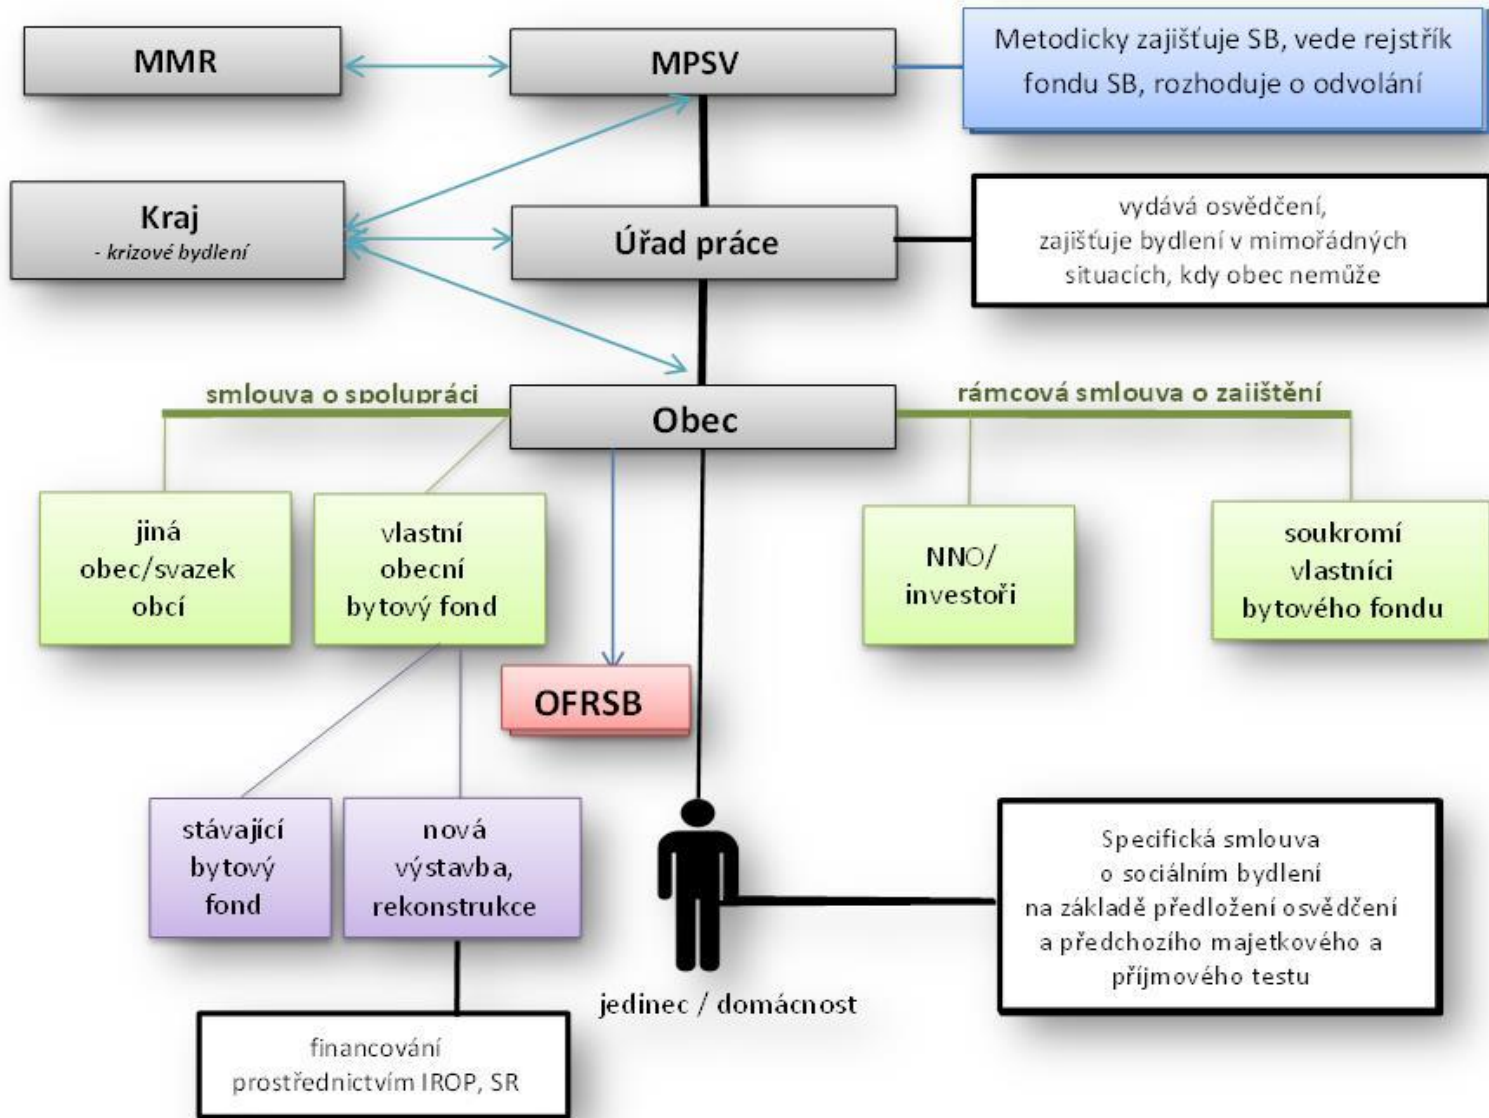 MMR
MPSV
Metodicky zajišťuje SB, vede rejstřík
fondu SB, rozhoduje o odvolání
Kraj
- krizové bydlení
Úřad práce
vydává osvědčení,
zajišťuje bydlení v mimořádných
situacích, kdy obec nemůže
smlouva o spolupráci
Obec
rámcová smlouva o zajištění
jiná
obec/svazek
obcí
vlastní
obecní
bytový fond
NNO/
investoři
soukromí
vlastníci
bytového fondu
OFRSB
stávající
bytový
fond
nová
výstavba,
rekonstrukce
Specifická smlouva
o sociálním bydlení
na základě předložení osvědčení
a předchozího majetkového a
příjmového testu
jedinec / domácnost
financování
prostřednictvím IROP, SR